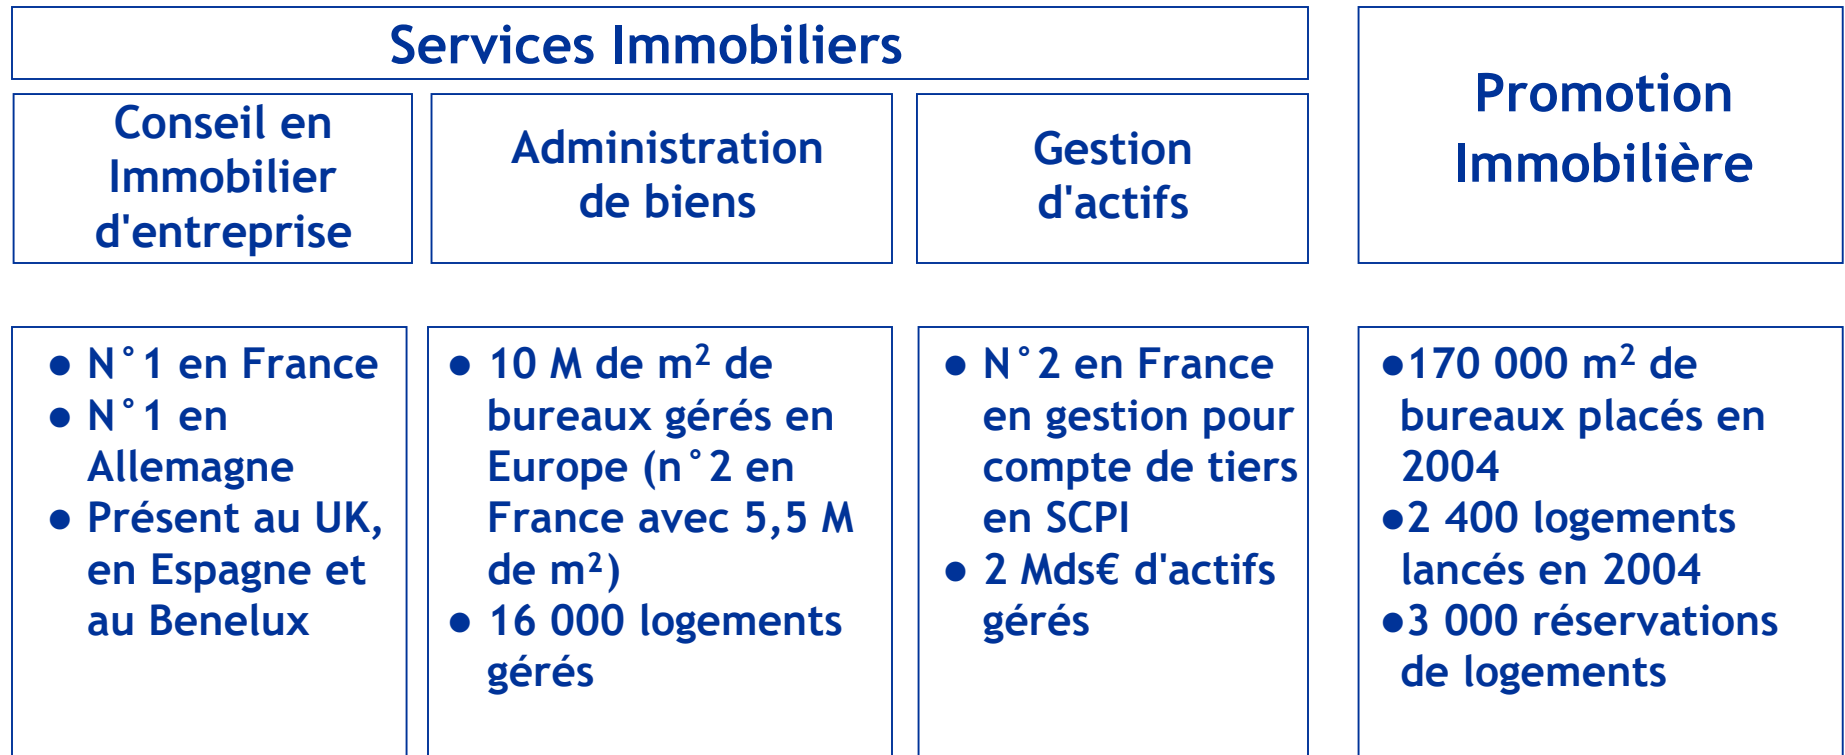 Services Immobiliers
Conseil en
Immobilier
d'entreprise
Administration
de biens
Gestion
d'actifs
Promotion
Immobilière
● N°1 en France
● N°1 en
Allemagne
● Présent au UK,
en Espagne et
au Benelux
● 10 M de m² de
bureaux gérés en
Europe (n°2 en
France avec 5,5 M
de m²)
● 16 000 logements
gérés
● N°2 en France
en gestion pour
compte de tiers
en SCPI
● 2 Mds€ d'actifs
gérés
●170 000 m² de
bureaux placés en
2004
●2 400 logements
lancés en 2004
●3 000 réservations
de logements